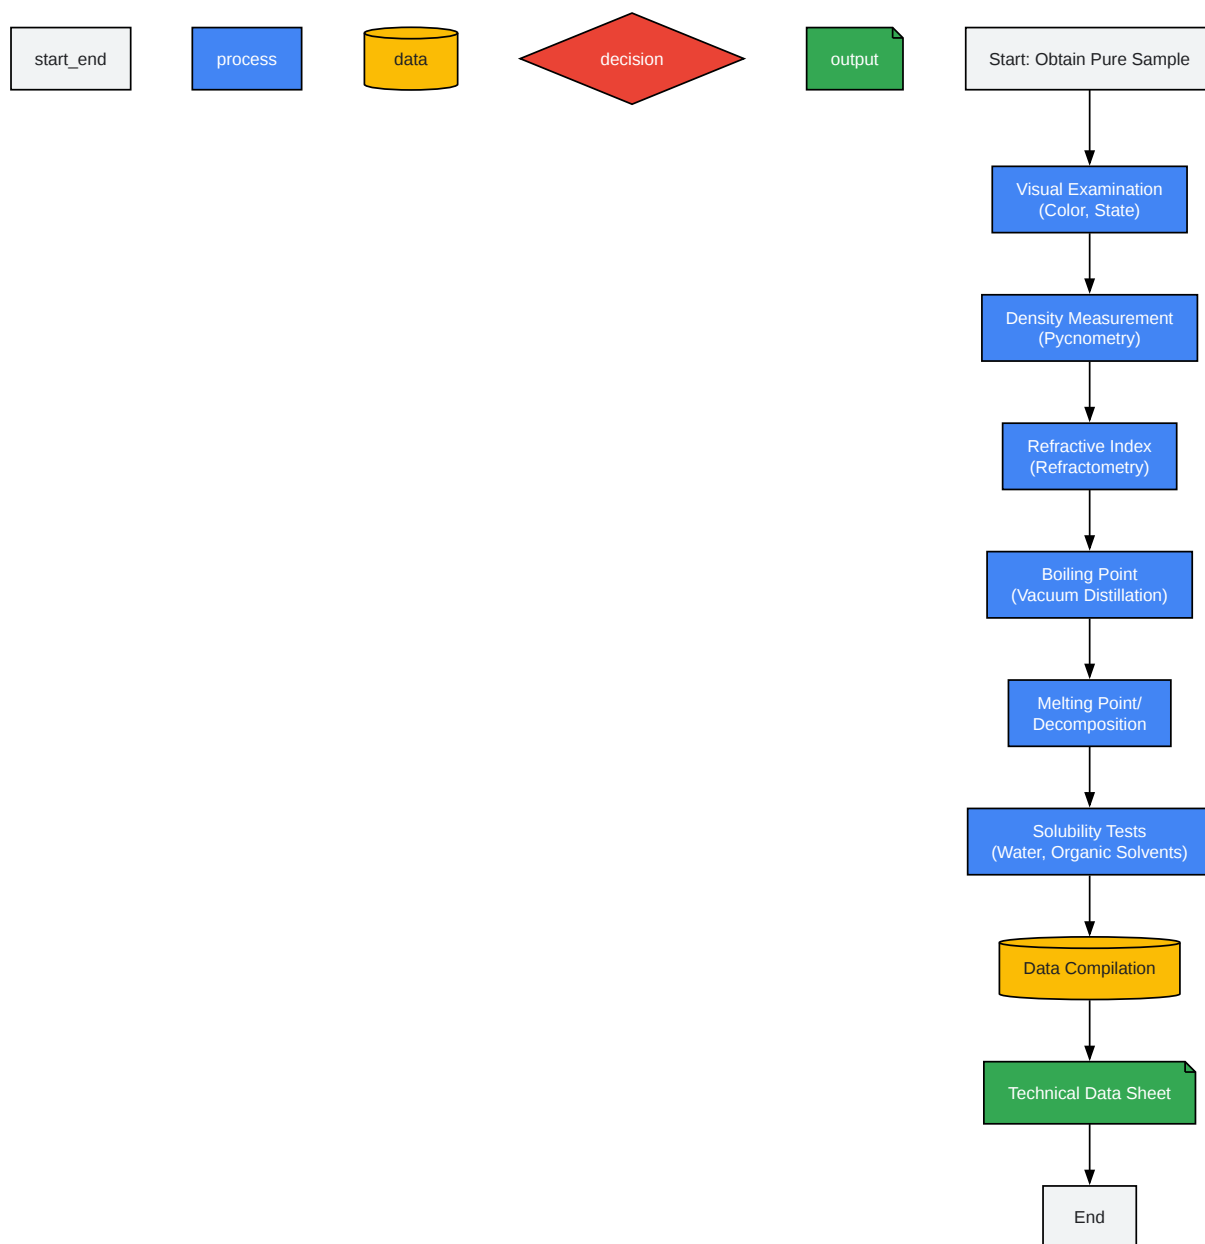 start_end
process
data
decision
output
Start: Obtain Pure Sample
Visual Examination
(Color, State)
Density Measurement
(Pycnometry)
Refractive Index
(Refractometry)
Boiling Point
(Vacuum Distillation)
Melting Point/
Decomposition
Solubility Tests
(Water, Organic Solvents)
Data Compilation
Technical Data Sheet
End